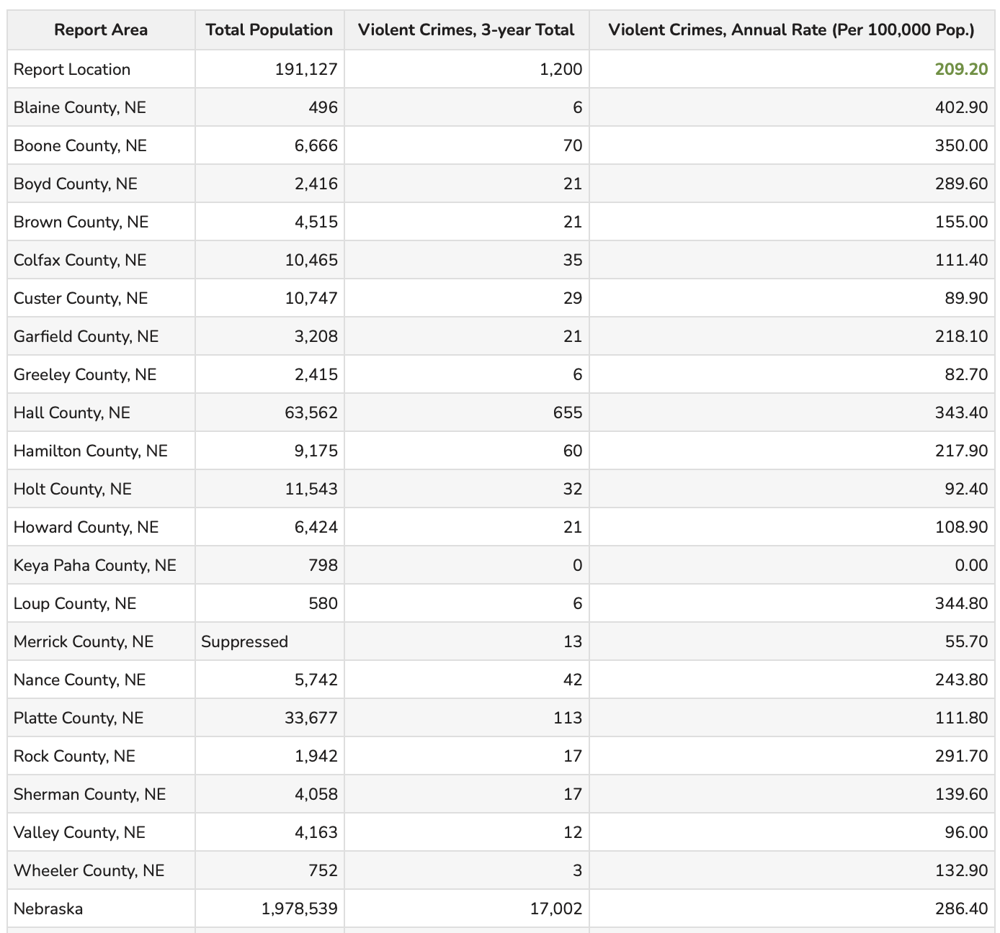 Report Area Total Population Violent Crimes, 3-year Total Violent Crimes, Annual Rate (Per 100,000 Pop.)
Report Location 191,127 1,200 209.20
Blaine County, NE 496 6 402.90
Boone County, NE 6,666 70 350.00
Boyd County, NE 2,416 21 289.60
Brown County, NE 4,515 21 155.00
Colfax County, NE 10,465 35 111.40
Custer County, NE 10,747 29 89.90
Garfield County, NE 3,208 21 218.10
Greeley County, NE 2,415 6 82.70
Hall County, NE 63,562 655 343.40
Hamilton County, NE 9,175 60 217.90
Holt County, NE 11,543 32 92.40
Howard County, NE 6,424 21 108.90
Keya Paha County, NE 798 0 0.00
Loup County, NE 580 6 344.80
Merrick County, NE Suppressed 13 55.70
Nance County, NE 5,742 42 243.80
Platte County, NE 33,677 113 111.80
Rock County, NE 1,942 17 291.70
Sherman County, NE 4,058 17 139.60
Valley County, NE 4,163 12 96.00
Wheeler County, NE 752 3 132.90
Nebraska 1,978,539 17,002 286.40